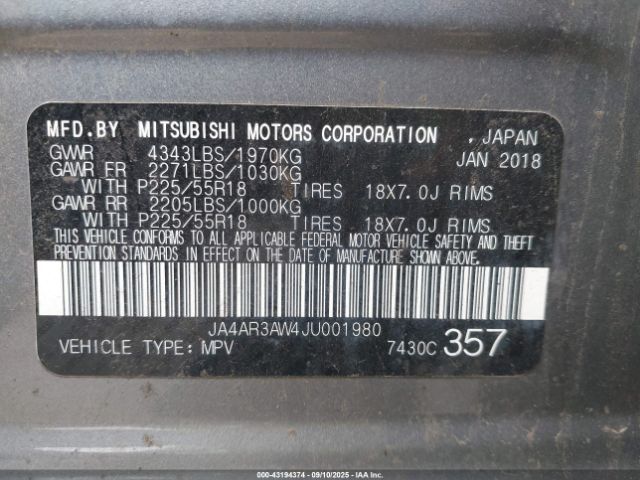 MFD.BY MITSUBISHI MOTORS CORPORATION , JAPAN
GVWR 4343LBS/1970KG JAN 2018
GAWR FR 2271LBS/1030KG
WITH P225/55R18 TIRES 18X7.0J RIMS
GAWR RR 2205LBS/1000KG
WITH P225/55R18 TIRES 18X7.0J RIMS
THIS VEHICLE CONFORMS TO ALL APPLICABLE FEDERAL MOTOR VEHICLE SAFETY AND THEFT
PREVENTION STANDARDS IN EFFECT ON THE DATE OF MANUFACTURE SHOWN ABOVE.
JA4AR3AW4JU001980
VEHICLE TYPE: MPV 7430C 357
000-43194374 - 09/10/2025 - COPYRIGHT IAA, LLC.